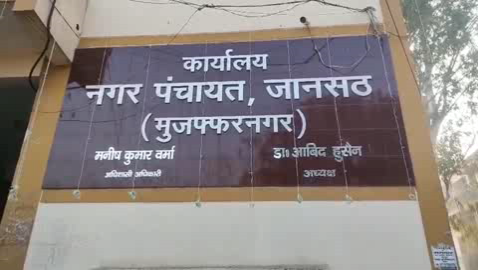 कार्यालय
नगर पंचायत, जानसठ
(मुजफ्फरनगर)
मनीष कुमार वर्मा डा० आबिद हुसैन
अधिशासी अधिकारी अध्यक्ष